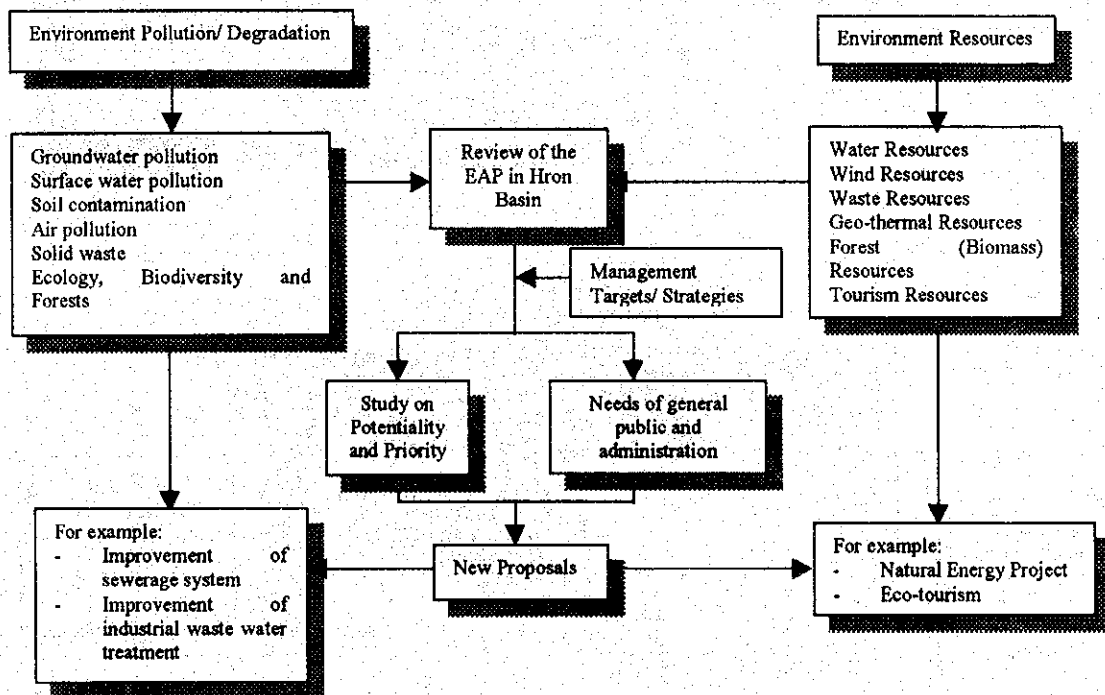 Environment Pollution/ Degradation
Environment Resources
Groundwater pollution
Surface water pollution
Soil contamination
Air pollution
Solid waste
Ecology, Biodiversity and
Forests
Review of the
EAP in Hron
Basin
Water Resources
Wind Resources
Waste Resources
Geo-thermal Resources
Forest (Biomass)
Resources
Tourism Resources
Management
Targets/ Strategies
Study on
Potentiality
and Priority
Needs of general
public and
administration
For example:
- Improvement of
sewerage system
- Improvement of
industrial waste water
treatment
New Proposals
For example:
- Natural Energy Project
- Eco-tourism